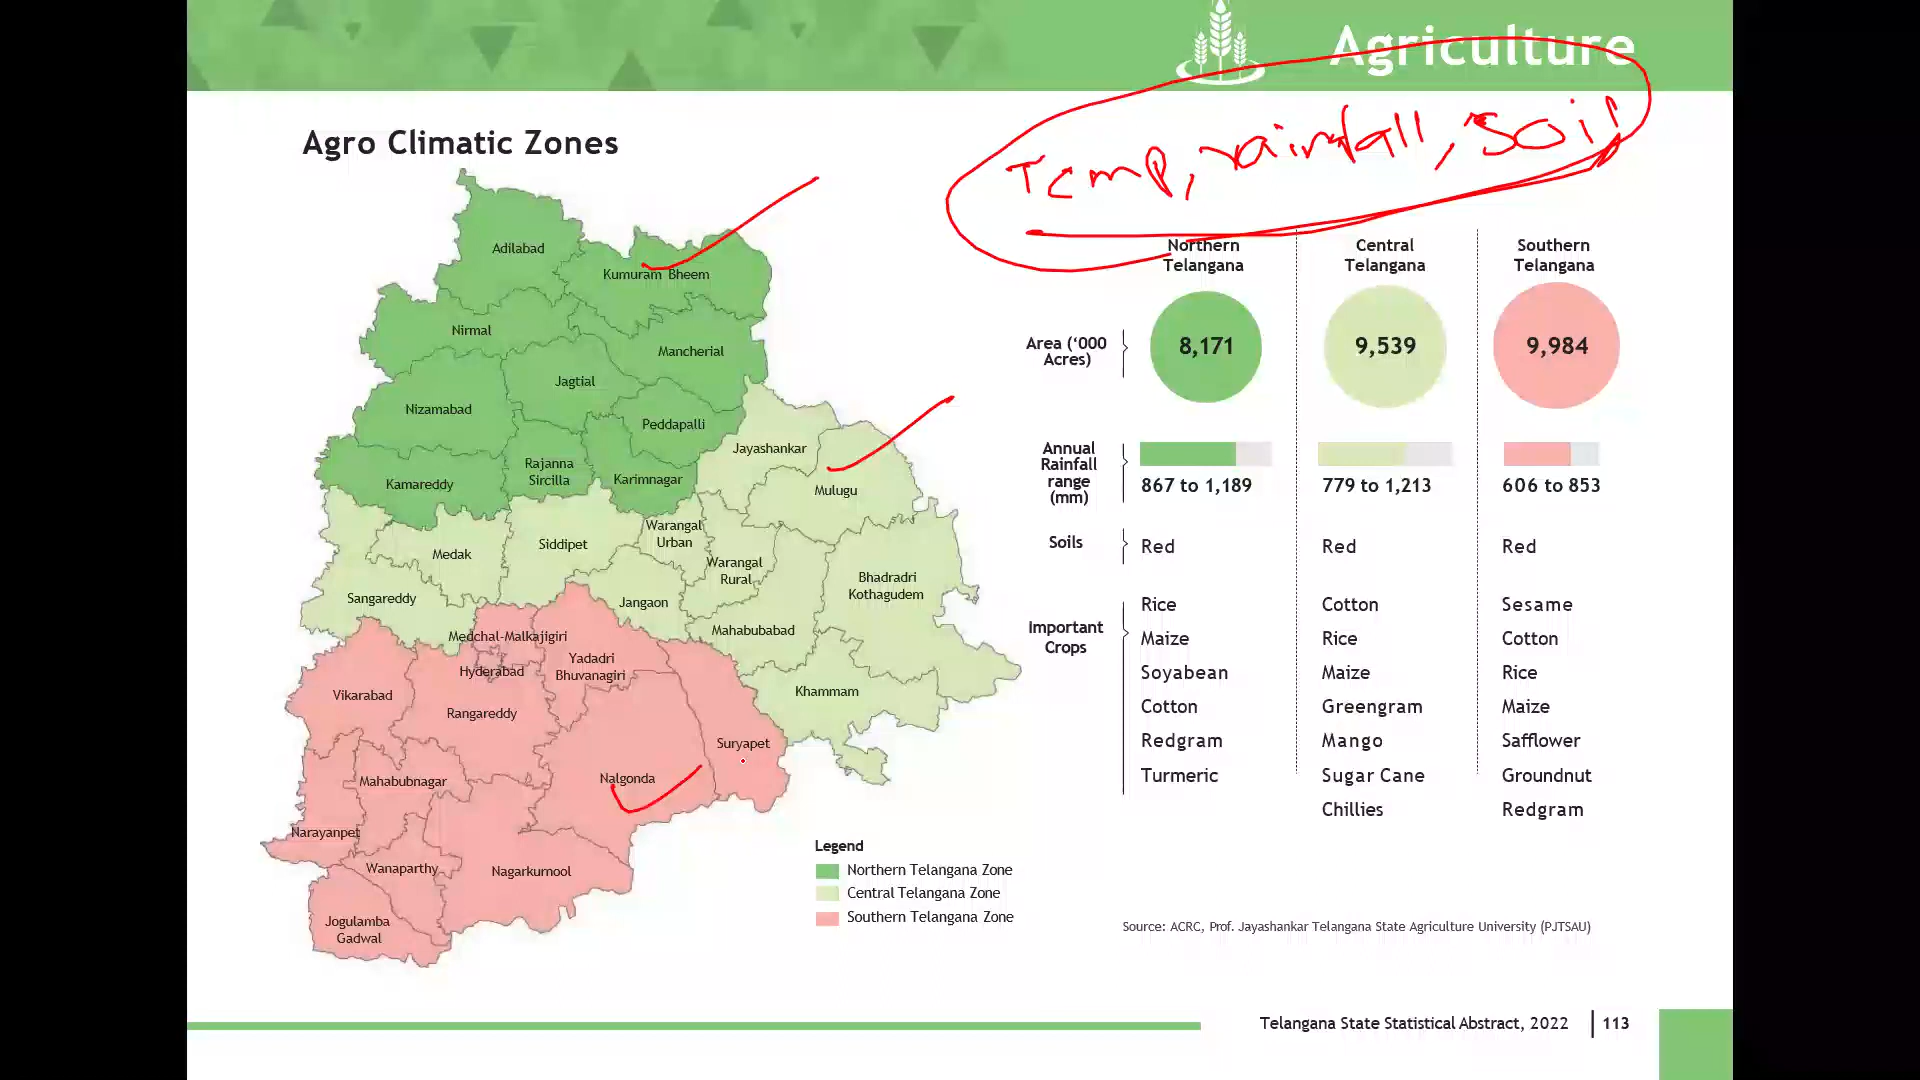 Agriculture
Agro Climatic Zones
Temp, rainfall, soil
Adilabad
Kumuram Bheem
Nirmal
Mancherial
Jagtial
Nizamabad
Peddapalli
Rajanna
Sircilla
Karimnagar
Kamareddy
Jayashankar
Mulugu
Warangal
Urban
Medak
Siddipet
Warangal
Rural
Bhadradri
Kothagudem
Sangareddy
Jangaon
Mahabubabad
Medchal-Malkajigiri
Hyderabad
Yadadri
Bhuvanagiri
Vikarabad
Rangareddy
Khammam
Suryapet
Nalgonda
Mahabubnagar
Narayanpet
Wanaparthy
Nagarkurnool
Jogulamba
Gadwal
Legend
Northern Telangana Zone
Central Telangana Zone
Southern Telangana Zone
Northern Telangana
Central Telangana
Southern Telangana
Area (‘000 Acres)
8,171
9,539
9,984
Annual Rainfall range (mm)
867 to 1,189
779 to 1,213
606 to 853
Soils
Red
Red
Red
Important Crops
Rice
Maize
Soyabean
Cotton
Redgram
Turmeric
Cotton
Rice
Maize
Greengram
Mango
Sugar Cane
Chillies
Sesame
Cotton
Rice
Maize
Safflower
Groundnut
Redgram
Source: ACRC, Prof. Jayashankar Telangana State Agriculture University (PJTSAU)
Telangana State Statistical Abstract, 2022 | 113